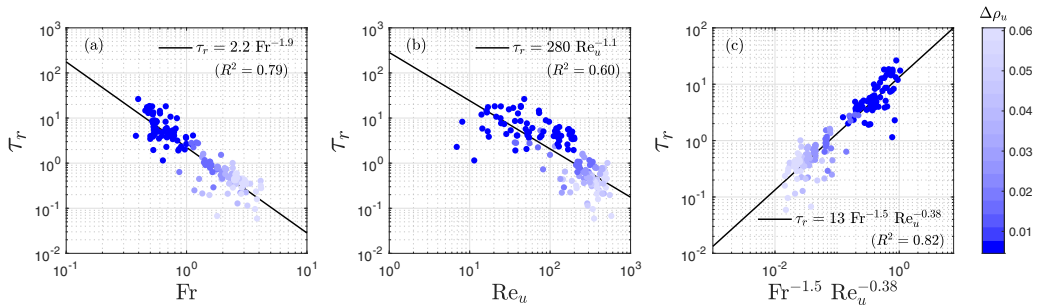 (a)
τ_r = 2.2 Fr^{-1.9}
(R^2 = 0.79)
10^3
10^2
10^1
10^0
10^{-1}
10^{-2}
τ_r
10^{-1}
10^0
10^1
Fr
(b)
τ_r = 280 Re_u^{-1.1}
(R^2 = 0.60)
10^3
10^2
10^1
10^0
10^{-1}
10^{-2}
τ_r
10^0
10^1
10^2
10^3
Re_u
(c)
τ_r = 13 Fr^{-1.5} Re_u^{-0.38}
(R^2 = 0.82)
10^2
10^1
10^0
10^{-1}
10^{-2}
τ_r
10^{-2}
10^0
Fr^{-1.5} Re_u^{-0.38}
Δρ_u
0.06
0.05
0.04
0.03
0.02
0.01